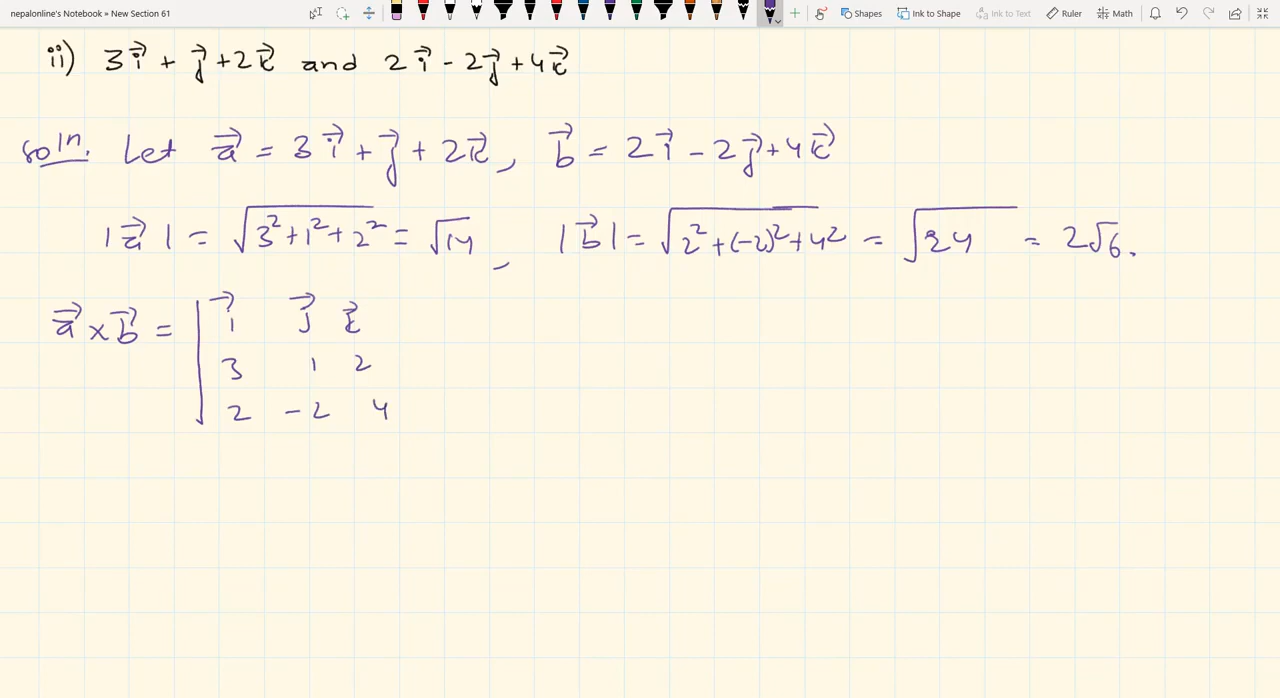 nepalonline's Notebook » New Section 61
Shapes Ink to Shape Ink to Text Ruler Math
ii) 3i⃗ + j⃗ + 2k⃗ and 2i⃗ - 2j⃗ + 4k⃗
soln. Let a⃗ = 3i⃗ + j⃗ + 2k⃗, b⃗ = 2i⃗ - 2j⃗ + 4k⃗
|a⃗| = √(3² + 1² + 2²) = √14, |b⃗| = √(2² + (-2)² + 4²) = √24 = 2√6.
a⃗ × b⃗ = | i⃗ j⃗ k⃗
3 1 2
2 -2 4